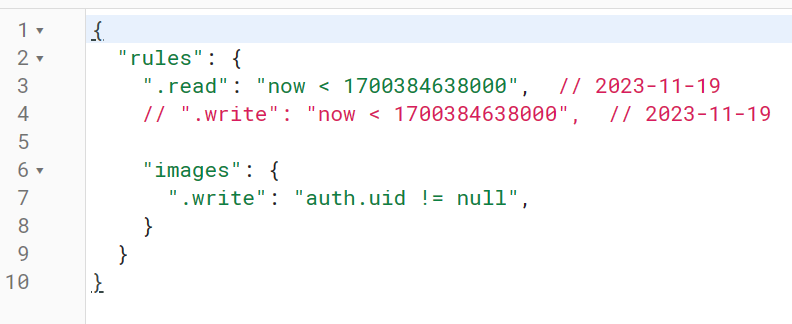 1 {
2 "rules": {
3 ".read": "now < 1700384638000",  // 2023-11-19
4 // ".write": "now < 1700384638000",  // 2023-11-19
5
6 "images": {
7 ".write": "auth.uid != null",
8 }
9 }
10 }